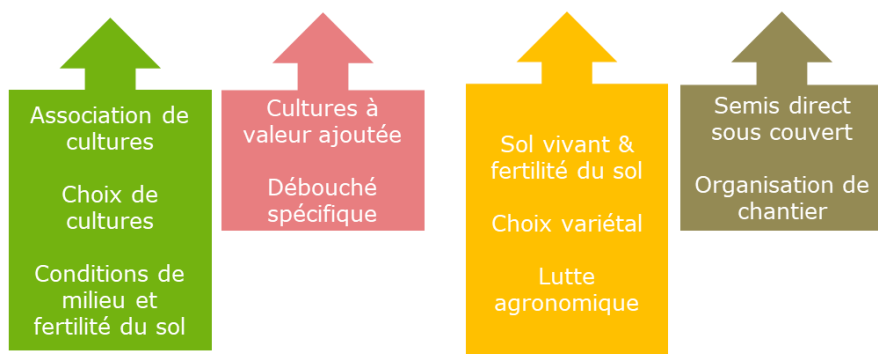 Association de
cultures
Choix de
cultures
Conditions de
milieu et
fertilité du sol
Cultures à
valeur ajoutée
Débouché
spécifique
Sol vivant &
fertilité du sol
Choix variétal
Lutte
agronomique
Semis direct
sous couvert
Organisation de
chantier